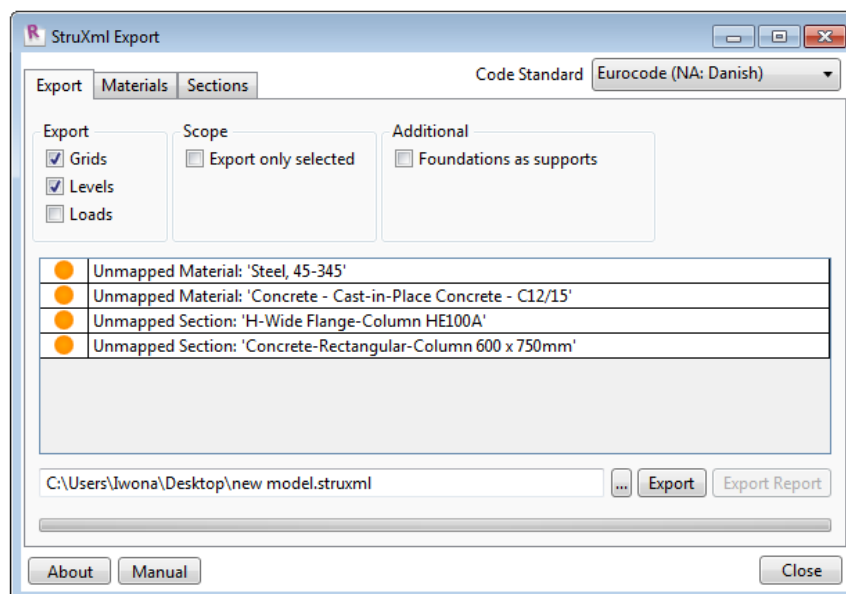 StruXml Export
Code Standard Eurocode (NA: Danish)
Export Materials Sections
Export Scope Additional
Grids Export only selected Foundations as supports
Levels
Loads
Unmapped Material: 'Steel, 45-345'
Unmapped Material: 'Concrete - Cast-in-Place Concrete - C12/15'
Unmapped Section: 'H-Wide Flange-Column HE100A'
Unmapped Section: 'Concrete-Rectangular-Column 600 x 750mm'
C:\Users\Iwona\Desktop\new model.struxml ... Export Export Report
About Manual Close